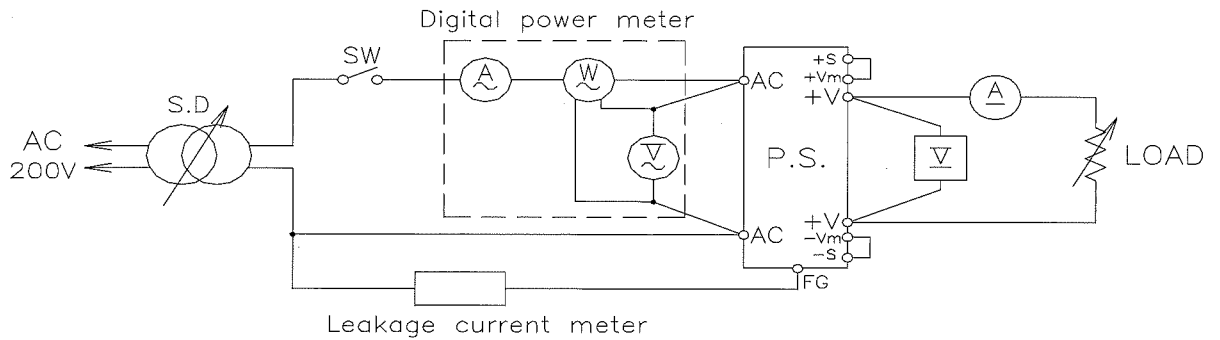 Digital power meter
SW
S.D
AC
200V
A
W
V
AC
AC
P.S.
+S
+Vm
+V
+V
-Vm
-S
FG
A
V
LOAD
Leakage current meter